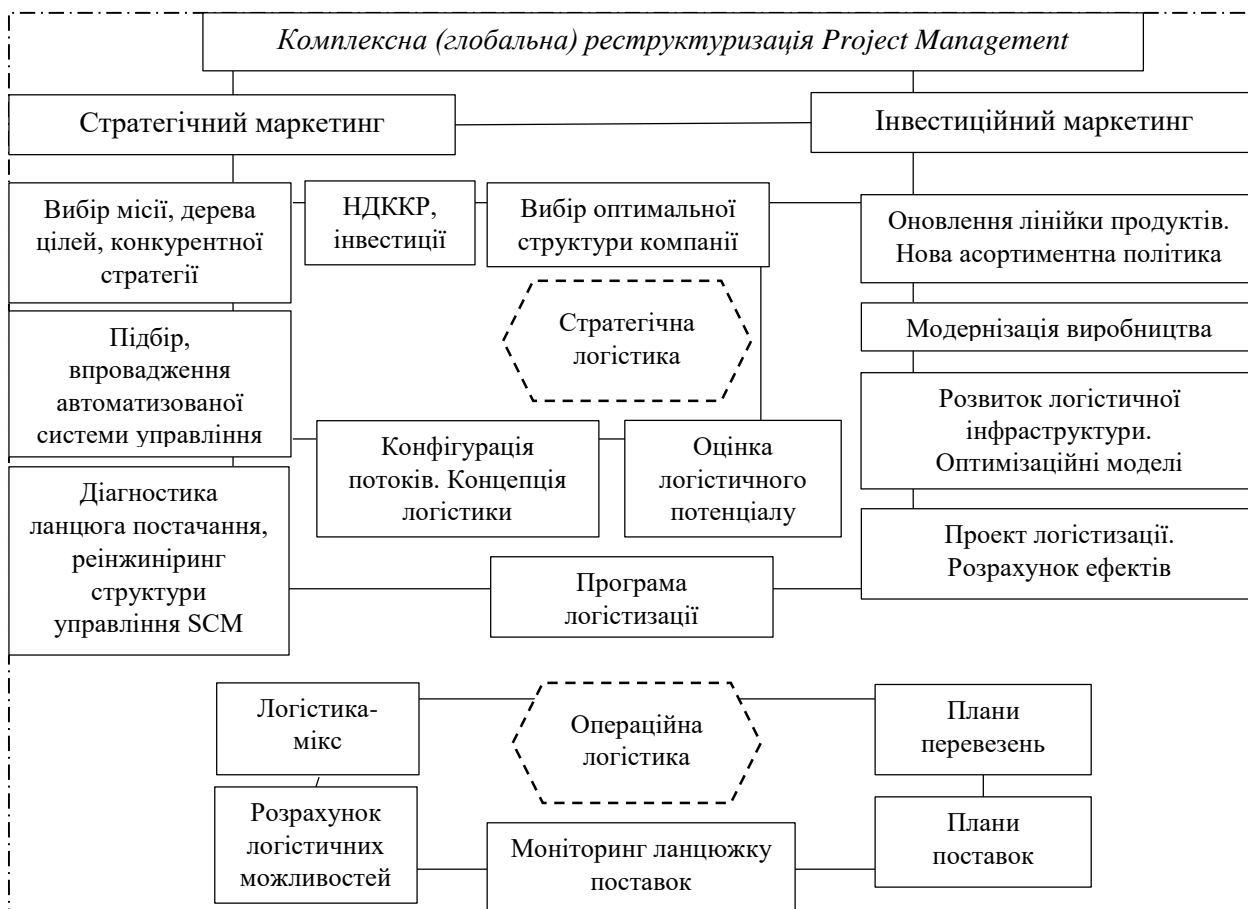 Комплексна (глобальна) реструктуризація Project Management
Стратегічний маркетинг
Інвестиційний маркетинг
Вибір місії, дерева
цілей, конкурентної
стратегії
НДККР,
інвестиції
Вибір оптимальної
структури компанії
Оновлення лінійки продуктів.
Нова асортиментна політика
Стратегічна
логістика
Підбір,
впровадження
автоматизованої
системи управління
Модернізація виробництва
Розвиток логістичної
інфраструктури.
Оптимізаційні моделі
Конфігурація
потоків. Концепція
логістики
Оцінка
логістичного
потенціалу
Діагностика
ланцюга постачання,
реінжиніринг
структури
управління SCM
Проект логістизації.
Розрахунок ефектів
Програма
логістизації
Логістика-
мікс
Операційна
логістика
Плани
перевезень
Розрахунок
логістичних
можливостей
Моніторинг ланцюжку
поставок
Плани
поставок